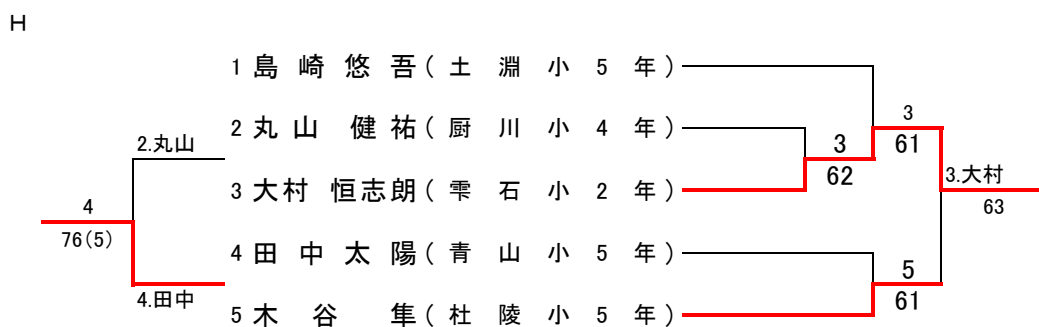 H
1 島崎悠吾(土淵小5年)
2 丸山 健祐(厨川小4年)
3 大村 恒志朗(雫石小2年)
4 田中太陽(青山小5年)
5 木谷 隼(杜陵小5年)
2.丸山
4
76(5)
4.田中
3
62
3
61
3.大村
63
5
61